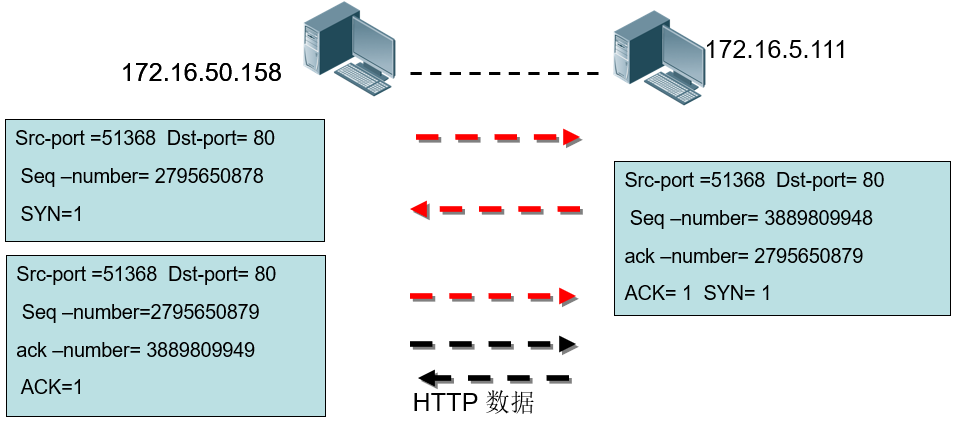 172.16.50.158
172.16.5.111
Src-port =51368  Dst-port= 80
Seq –number= 2795650878
SYN=1
Src-port =51368  Dst-port= 80
Seq –number= 3889809948
ack –number= 2795650879
ACK= 1  SYN= 1
Src-port =51368  Dst-port= 80
Seq –number=2795650879
ack –number= 3889809949
ACK=1
HTTP 数据